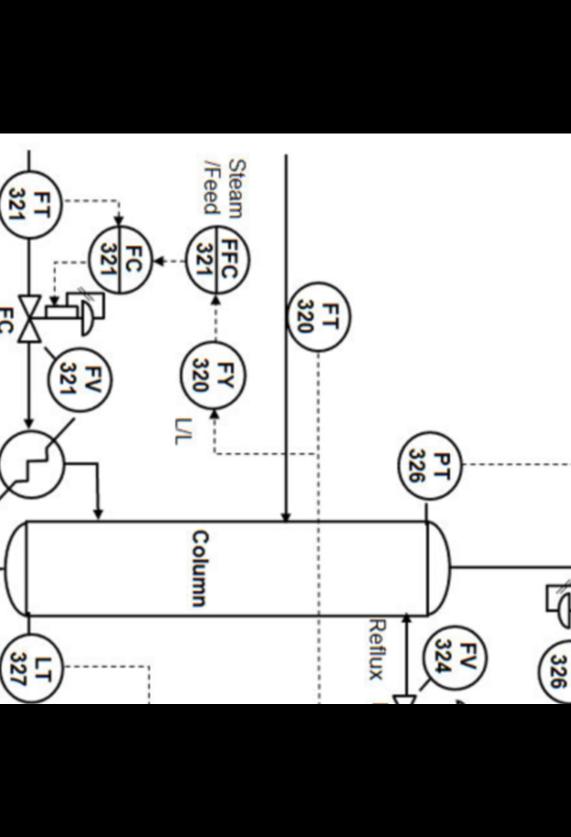 PT
326
326
FV
324
Reflux
FT
320
Steam
/Feed
FFC
321
FY
320
L/L
Column
FC
321
FT
321
FV
321
FC
LT
327